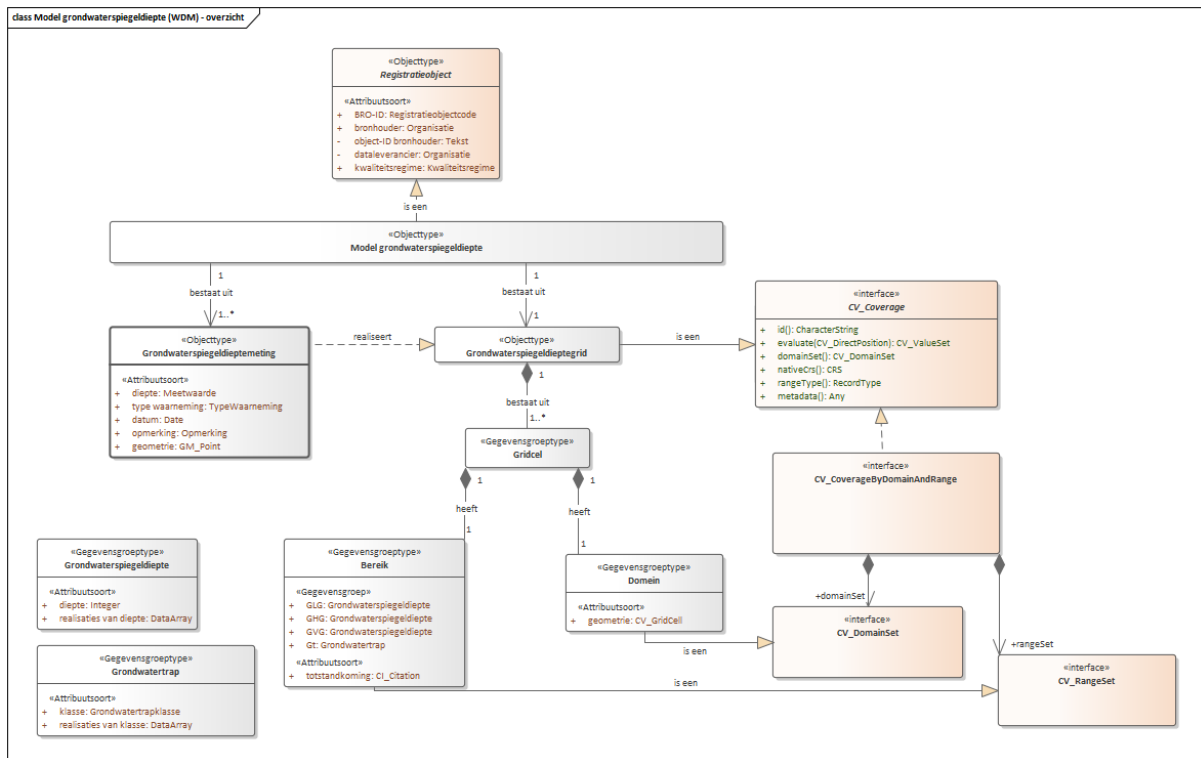 class Model grondwaterspiegeldiepte (WDM) - overzicht
«Objecttype»
Registratieobject
«Attribuutsoort»
+ BRO-ID: Registratieobjectcode
+ bronhouder: Organisatie
- object-ID bronhouder: Tekst
- dataleverancier: Organisatie
+ kwaliteitsregime: Kwaliteitsregime
is een
«Objecttype»
Model grondwaterspiegeldiepte
1
bestaat uit
1..*
1
bestaat uit
1
«Objecttype»
Grondwaterspiegeldieptemeting
«Attribuutsoort»
+ diepte: Meetwaarde
+ type waarneming: TypeWaarneming
+ datum: Date
+ opmerking: Opmerking
+ geometrie: GM_Point
realiseert
«Objecttype»
Grondwaterspiegeldieptegrid
is een
«interface»
CV_Coverage
+ id(): CharacterString
+ evaluate(CV_DirectPosition): CV_ValueSet
+ domainSet(): CV_DomainSet
+ nativeCrs(): CRS
+ rangeType(): RecordType
+ metadata(): Any
1
bestaat uit
1..*
«Gegevensgroeptype»
Gridcel
1
heeft
1
1
heeft
1
«interface»
CV_CoverageByDomainAndRange
+domainSet
+rangeSet
«Gegevensgroeptype»
Grondwaterspiegeldiepte
«Attribuutsoort»
+ diepte: Integer
+ realisaties van diepte: DataArray
«Gegevensgroeptype»
Bereik
«Gegevensgroep»
+ GLG: Grondwaterspiegeldiepte
+ GHG: Grondwaterspiegeldiepte
+ GVG: Grondwaterspiegeldiepte
+ Gt: Grondwatertrap
«Attribuutsoort»
+ totstandkoming: CI_Citation
«Gegevensgroeptype»
Domein
«Attribuutsoort»
+ geometrie: CV_GridCell
is een
«interface»
CV_DomainSet
«Gegevensgroeptype»
Grondwatertrap
«Attribuutsoort»
+ klasse: Grondwatertrapklasse
+ realisaties van klasse: DataArray
is een
«interface»
CV_RangeSet